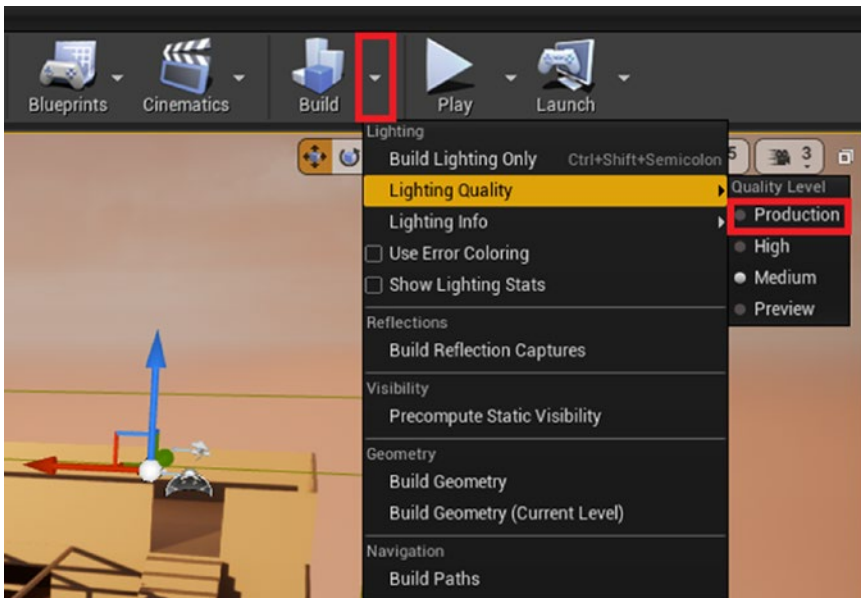 Blueprints
Cinematics
Build
Play
Launch
5
3
Lighting
Build Lighting Only Ctrl+Shift+Semicolon
Lighting Quality
Lighting Info
Use Error Coloring
Show Lighting Stats
Reflections
Build Reflection Captures
Visibility
Precompute Static Visibility
Geometry
Build Geometry
Build Geometry (Current Level)
Navigation
Build Paths
Quality Level
Production
High
Medium
Preview